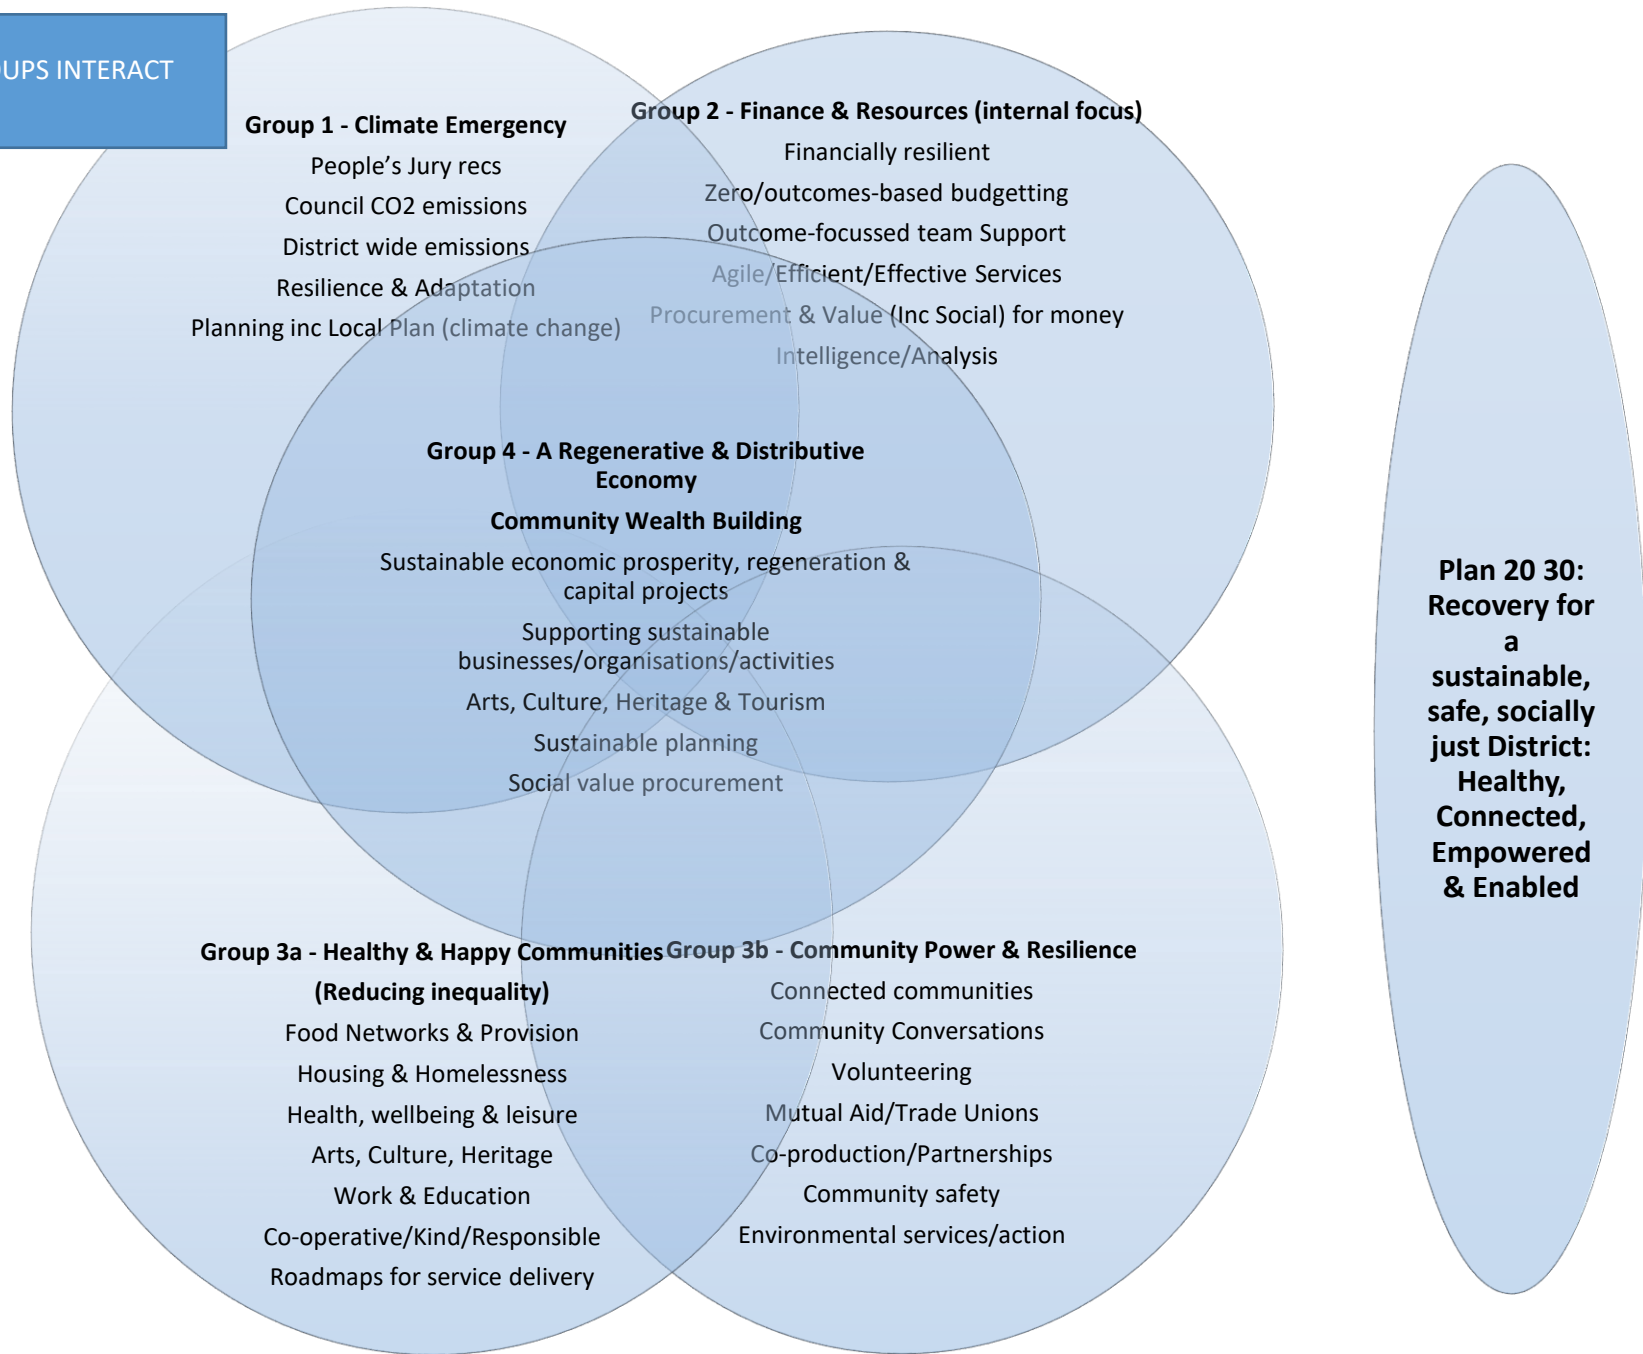 OUPS INTERACT
Group 1 - Climate Emergency
People’s Jury recs
Council CO2 emissions
District wide emissions
Resilience & Adaptation
Planning inc Local Plan (climate change)
Group 2 - Finance & Resources (internal focus)
Financially resilient
Zero/outcomes-based budgetting
Outcome-focussed team Support
Agile/Efficient/Effective Services
Procurement & Value (Inc Social) for money
Intelligence/Analysis
Group 4 - A Regenerative & Distributive
Economy
Community Wealth Building
Sustainable economic prosperity, regeneration &
capital projects
Supporting sustainable
businesses/organisations/activities
Arts, Culture, Heritage & Tourism
Sustainable planning
Social value procurement
Group 3a - Healthy & Happy Communities
(Reducing inequality)
Food Networks & Provision
Housing & Homelessness
Health, wellbeing & leisure
Arts, Culture, Heritage
Work & Education
Co-operative/Kind/Responsible
Roadmaps for service delivery
Group 3b - Community Power & Resilience
Connected communities
Community Conversations
Volunteering
Mutual Aid/Trade Unions
Co-production/Partnerships
Community safety
Environmental services/action
Plan 20 30:
Recovery for
a
sustainable,
safe, socially
just District:
Healthy,
Connected,
Empowered
& Enabled